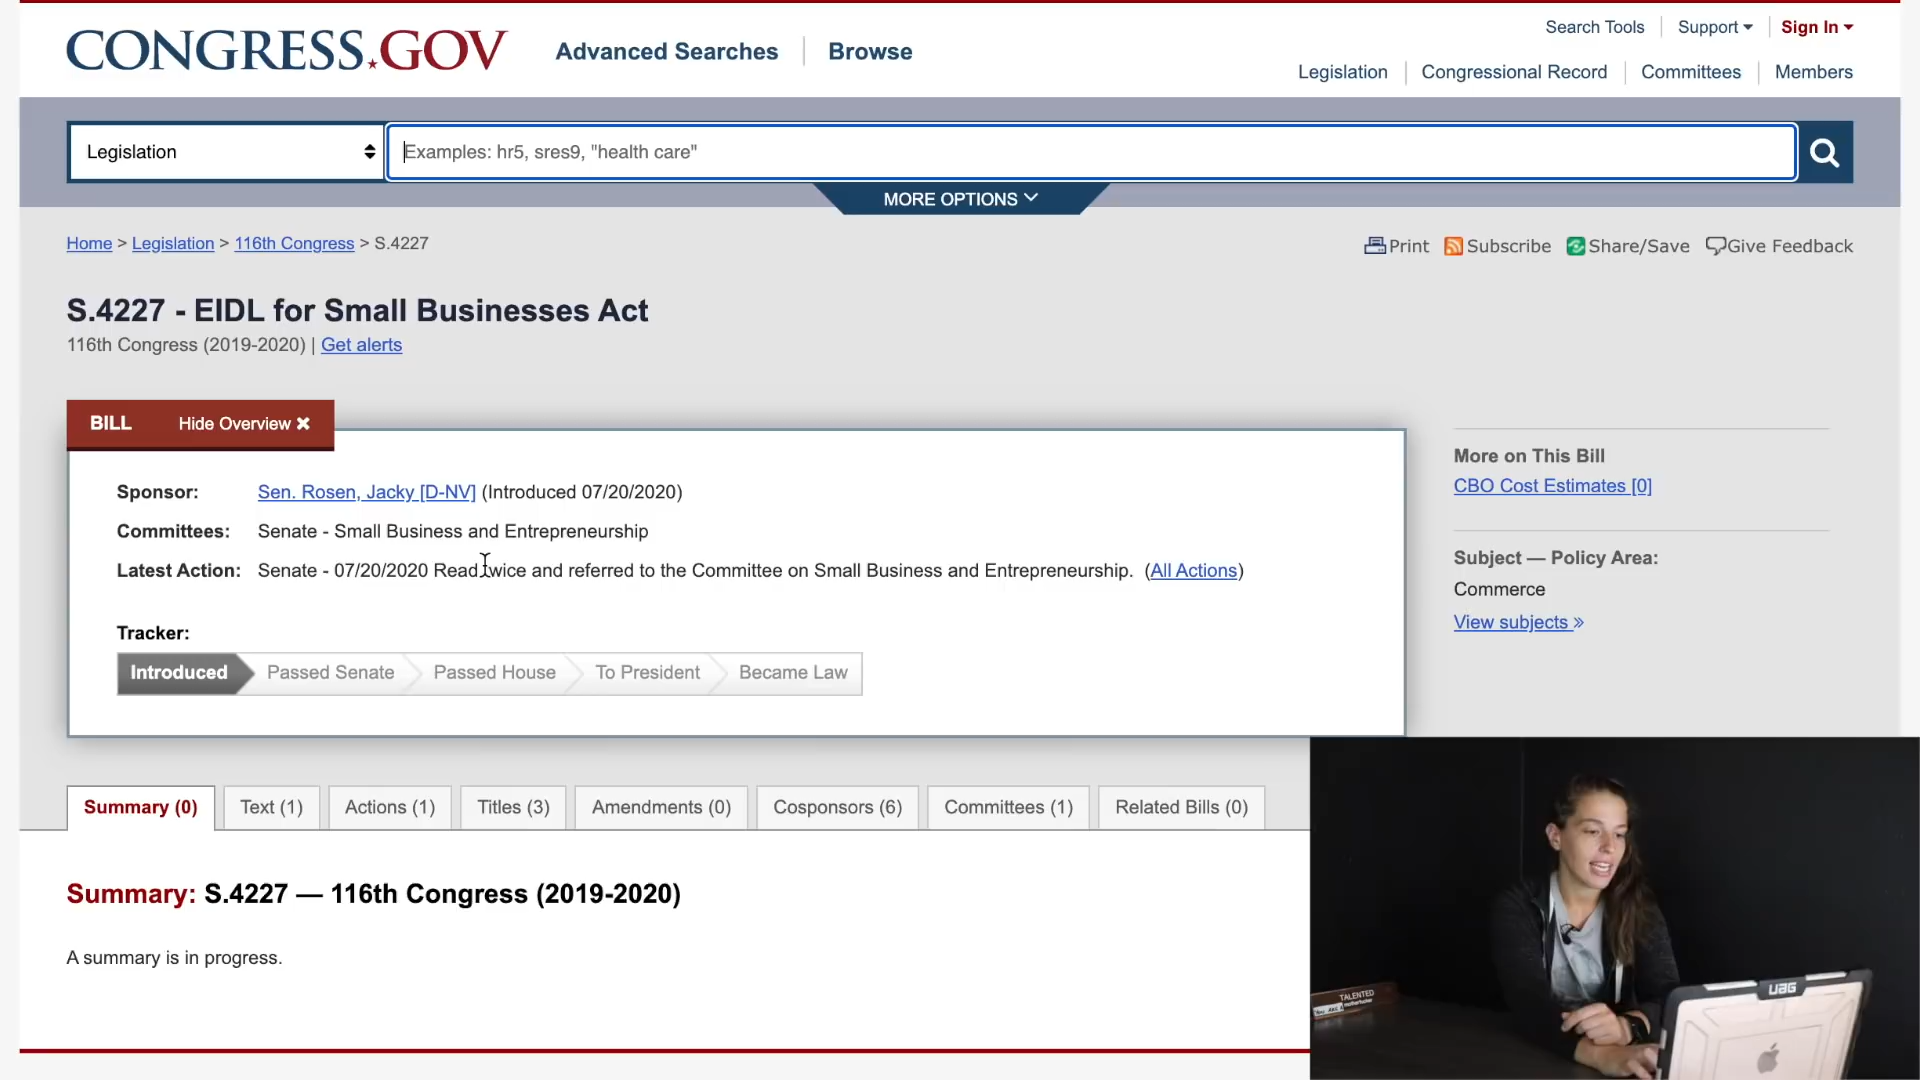 CONGRESS.GOV
Advanced Searches
Browse
Search Tools
Support
Sign In
Legislation
Congressional Record
Committees
Members
Legislation
Examples: hr5, sres9, "health care"
MORE OPTIONS
Home > Legislation > 116th Congress > S.4227
Print
Subscribe
Share/Save
Give Feedback
S.4227 - EIDL for Small Businesses Act
116th Congress (2019-2020) | Get alerts
BILL
Hide Overview ×
Sponsor: Sen. Rosen, Jacky [D-NV] (Introduced 07/20/2020)
Committees: Senate - Small Business and Entrepreneurship
Latest Action: Senate - 07/20/2020 Read twice and referred to the Committee on Small Business and Entrepreneurship. (All Actions)
Tracker:
Introduced
Passed Senate
Passed House
To President
Became Law
More on This Bill
CBO Cost Estimates [0]
Subject — Policy Area:
Commerce
View subjects »
Summary (0)
Text (1)
Actions (1)
Titles (3)
Amendments (0)
Cosponsors (6)
Committees (1)
Related Bills (0)
Summary: S.4227 — 116th Congress (2019-2020)
A summary is in progress.
TALENTED
UAG